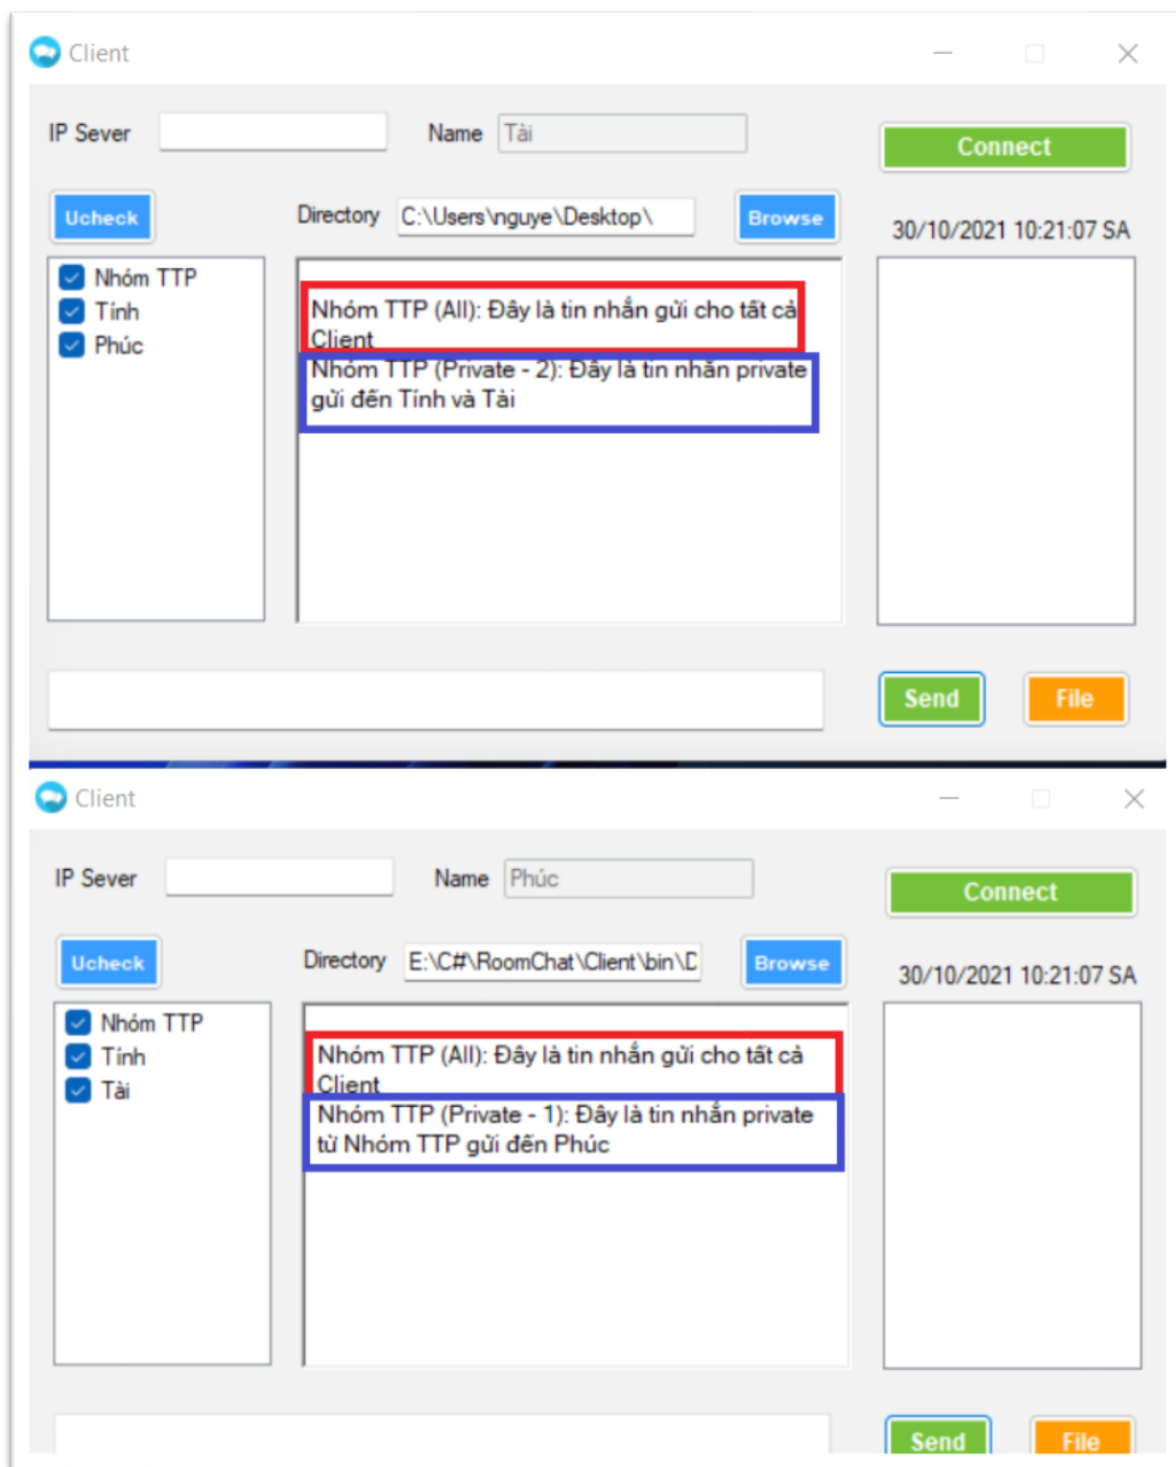 Client
IP Sever
Name Tài
Connect
Ucheck
Directory C:\Users\nguye\Desktop\
Browse
30/10/2021 10:21:07 SA
Nhóm TTP
Tính
Phúc
Nhóm TTP (All): Đây là tin nhắn gửi cho tất cả
Client
Nhóm TTP (Private - 2): Đây là tin nhắn private
gửi đến Tính và Tài
Send
File
Client
IP Sever
Name Phúc
Connect
Ucheck
Directory E:\C#\RoomChat\Client\bin\D
Browse
30/10/2021 10:21:07 SA
Nhóm TTP
Tính
Tài
Nhóm TTP (All): Đây là tin nhắn gửi cho tất cả
Client
Nhóm TTP (Private - 1): Đây là tin nhắn private
từ Nhóm TTP gửi đến Phúc
Send
File